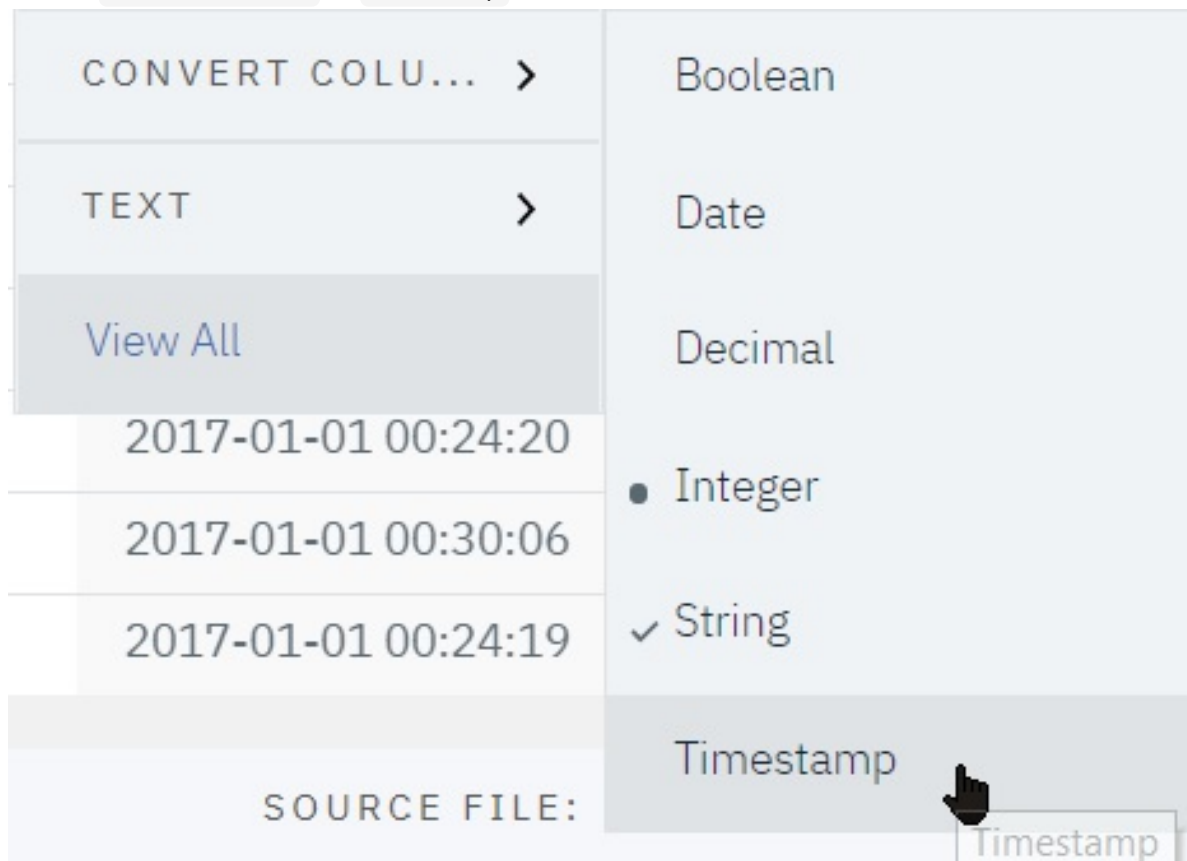 CONVERT COLU...
TEXT
View All
2017-01-01 00:24:20
2017-01-01 00:30:06
2017-01-01 00:24:19
SOURCE FILE:
Boolean
Date
Decimal
Integer
String
Timestamp
Timestamp